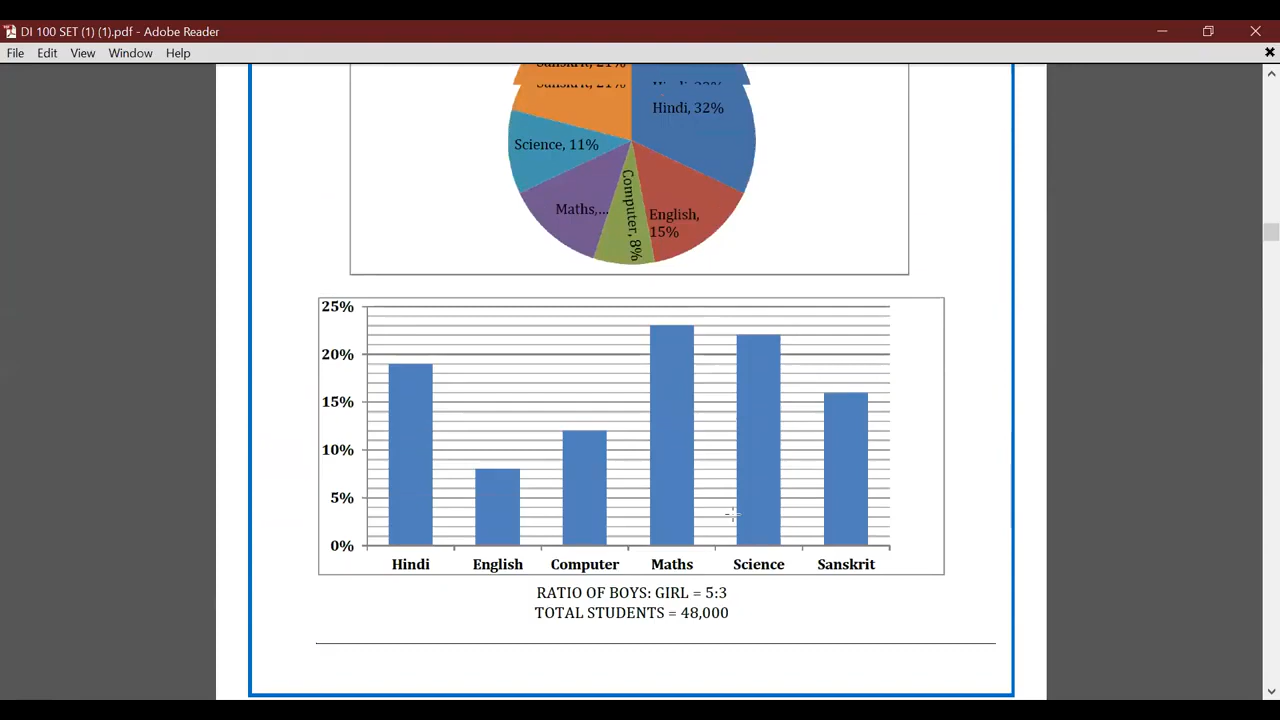 DI 100 SET (1) (1).pdf - Adobe Reader
File Edit View Window Help
Sanskrit, 21%
Hindi, 32%
Science, 11%
Maths,...
Computer, 8%
English,
15%
25%
20%
15%
10%
5%
0%
Hindi English Computer Maths Science Sanskrit
RATIO OF BOYS: GIRL = 5:3
TOTAL STUDENTS = 48,000